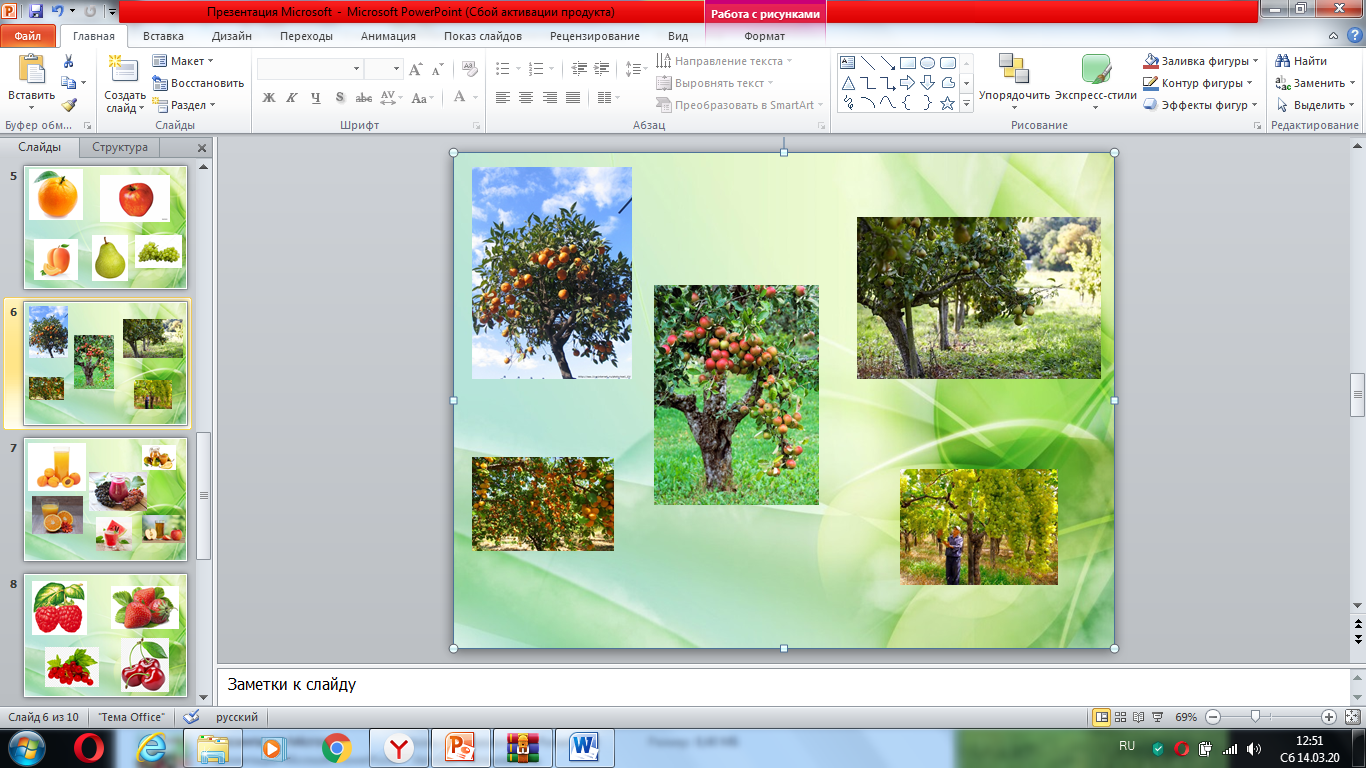 Презентация Microsoft - Microsoft PowerPoint (Сбой активации продукта)
Работа с рисунками
Файл Главная Вставка Дизайн Переходы Анимация Показ слайдов Рецензирование Вид Формат
Вставить
Буфер обм...
Создать слайд
Макет
Восстановить
Раздел
Слайды
Ж К Ч S abc AV Aa А
Шрифт
Направление текста
Выровнять текст
Преобразовать в SmartArt
Абзац
Упорядочить
Экспресс-стили
Заливка фигуры
Контур фигуры
Эффекты фигур
Рисование
Найти
Заменить
Выделить
Редактирование
Слайды Структура
5
6
7
8
Заметки к слайду
Слайд 6 из 10 "Тема Office" русский 69%
RU
12:51
Сб 14.03.20